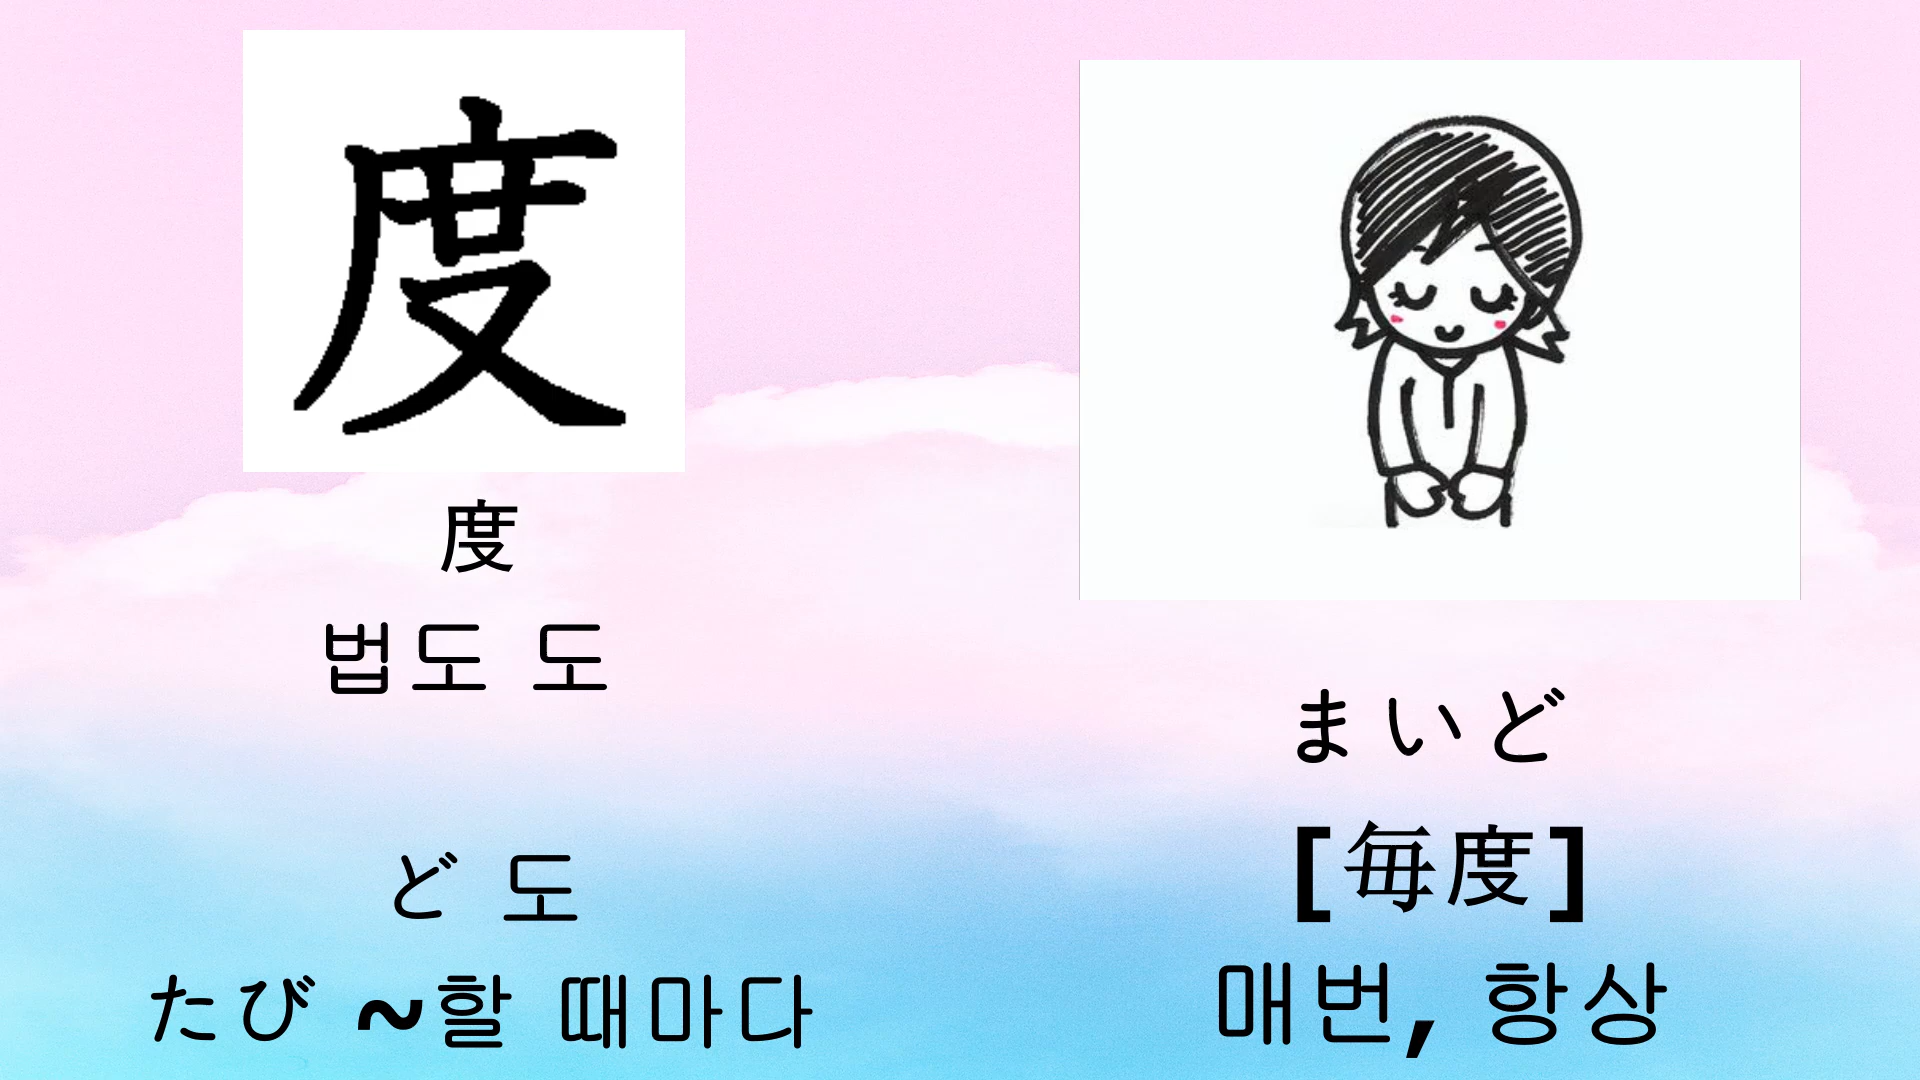 度
度
법도 도
ど 도
たび ~할 때마다
まいど
[毎度]
매번, 항상